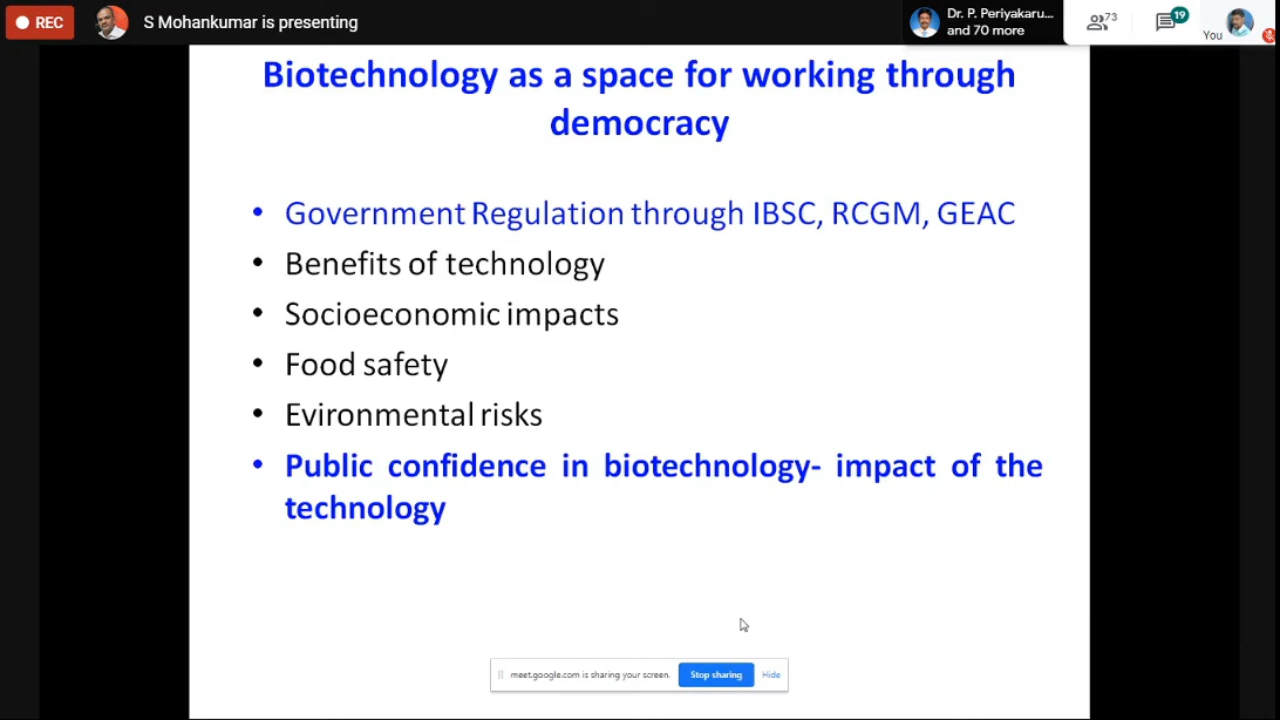 REC
S Mohankumar is presenting
Dr. P. Periyakaru...
and 70 more
73
19
You
Biotechnology as a space for working through
democracy
• Government Regulation through IBSC, RCGM, GEAC
• Benefits of technology
• Socioeconomic impacts
• Food safety
• Evironmental risks
• Public confidence in biotechnology- impact of the
technology
meet.google.com is sharing your screen.
Stop sharing
Hide